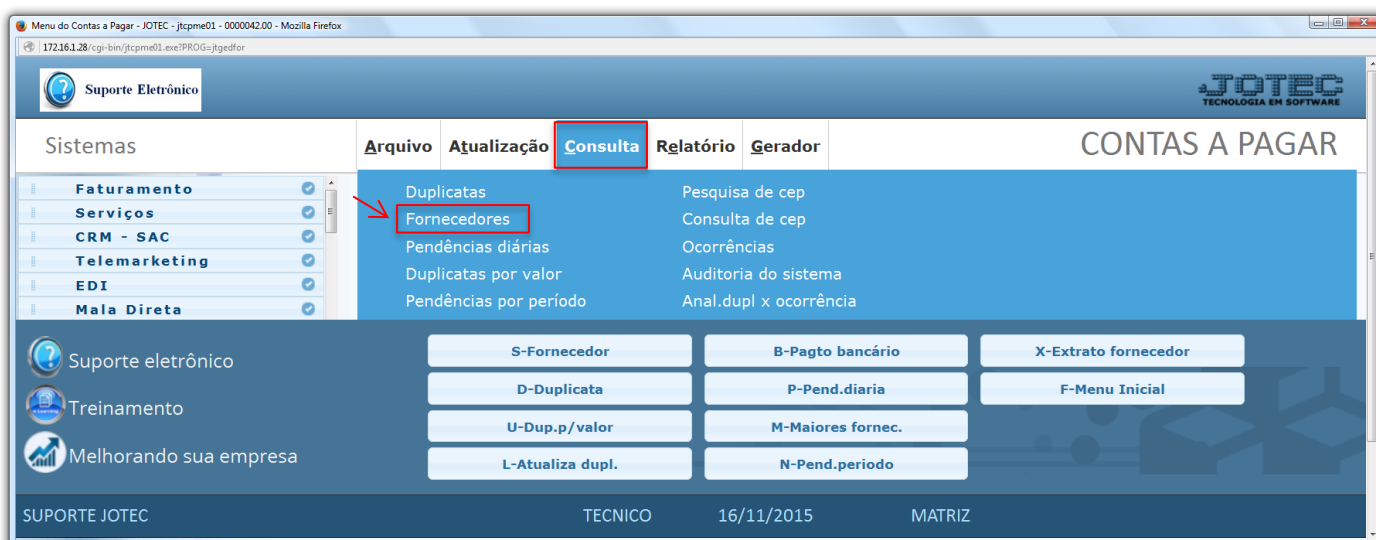 Menu do Contas a Pagar - JOTEC - jtcpme01 - 0000042.00 - Mozilla Firefox
172.16.1.28/cgi-bin/jtcpme01.exe?PROG=jtgedfor
Suporte Eletrônico
JOTEC
TECNOLOGIA EM SOFTWARE
Sistemas
Arquivo Atualização Consulta Relatório Gerador
CONTAS A PAGAR
Faturamento
Serviços
CRM - SAC
Telemarketing
EDI
Mala Direta
Duplicatas
Fornecedores
Pendências diárias
Duplicatas por valor
Pendências por período
Pesquisa de cep
Consulta de cep
Ocorrências
Auditoria do sistema
Anal.dupl x ocorrência
Suporte eletrônico
Treinamento
Melhorando sua empresa
S-Fornecedor
B-Pagto bancário
X-Extrato fornecedor
D-Duplicata
P-Pend.diaria
F-Menu Inicial
U-Dup.p/valor
M-Maiores fornec.
L-Atualiza dupl.
N-Pend.periodo
SUPORTE JOTEC TECNICO 16/11/2015 MATRIZ